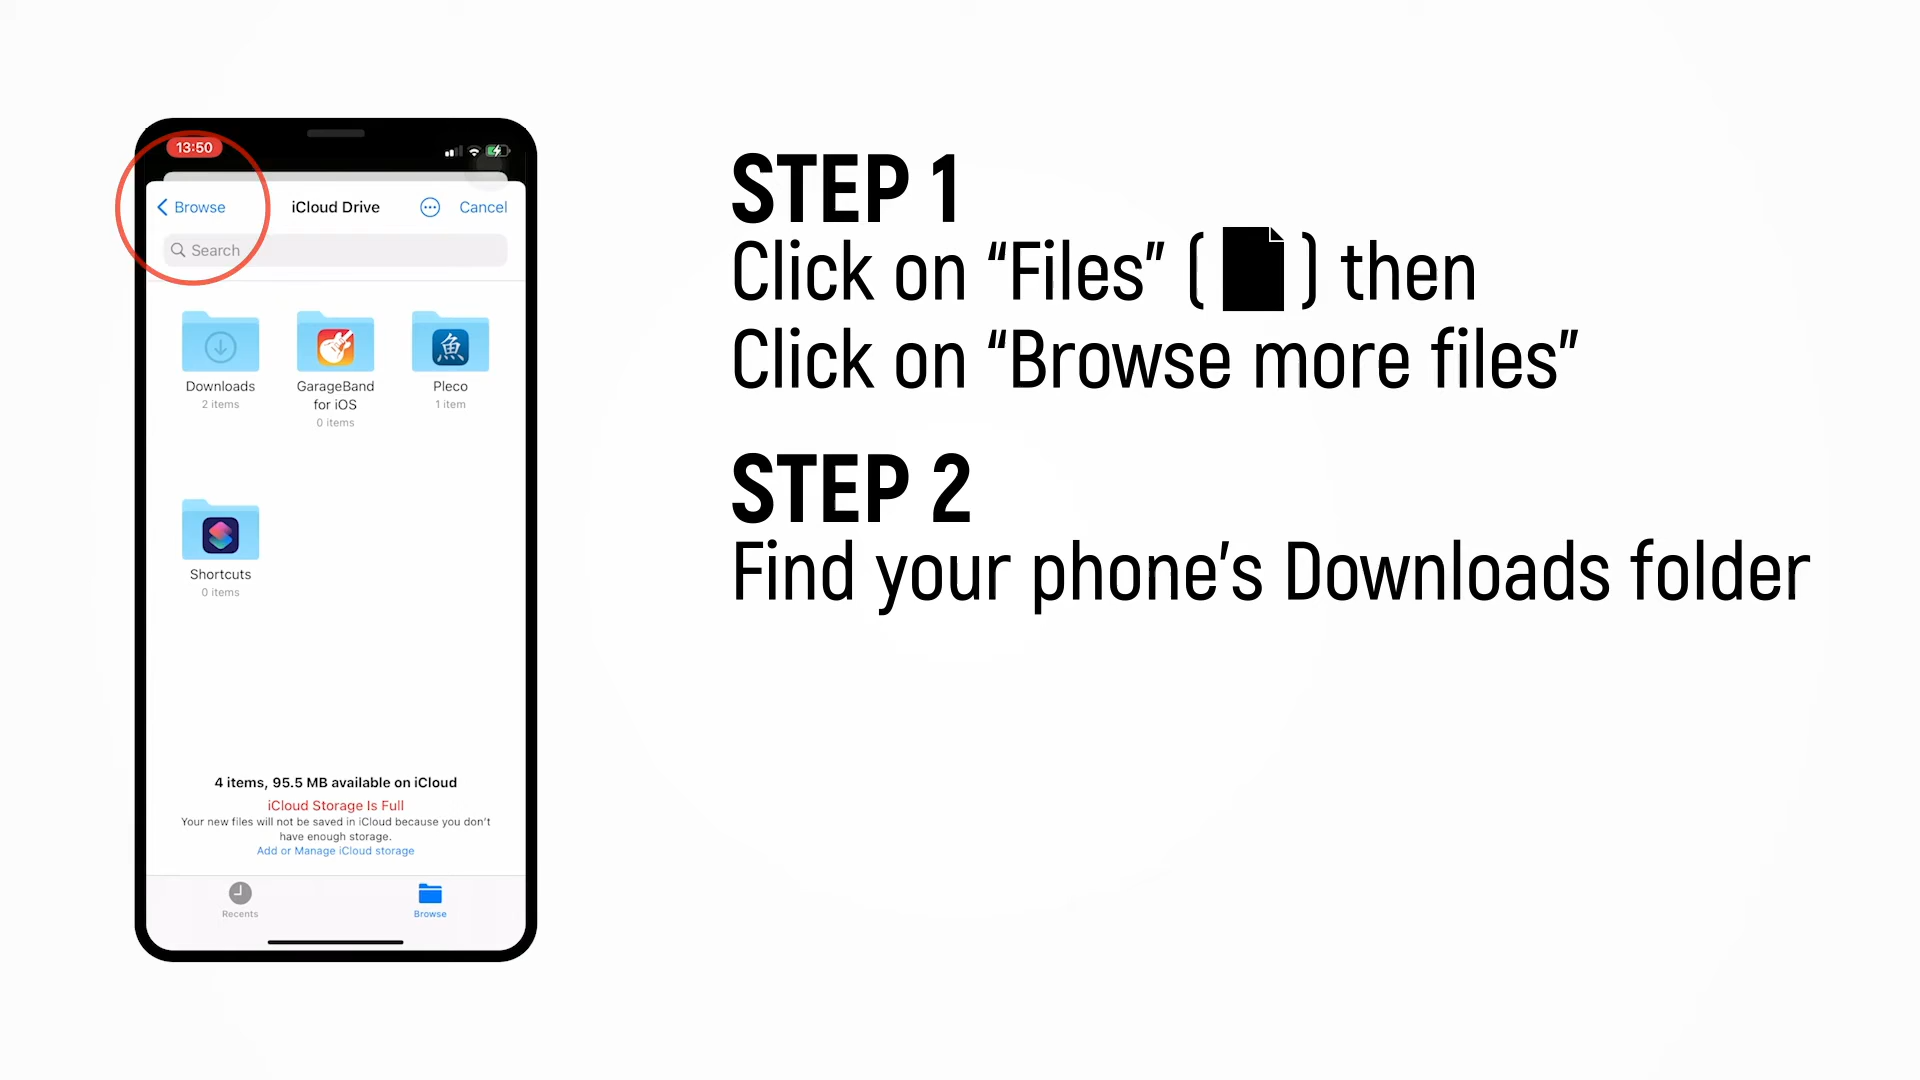 13:50
Browse
iCloud Drive
Cancel
Search
Downloads
2 items
GarageBand
for iOS
0 items
魚
Pleco
1 item
Shortcuts
0 items
4 items, 95.5 MB available on iCloud
iCloud Storage Is Full
Your new files will not be saved in iCloud because you don’t
have enough storage.
Add or Manage iCloud storage
Recents
Browse
STEP 1
Click on “Files” ( ) then
Click on “Browse more files”
STEP 2
Find your phone’s Downloads folder